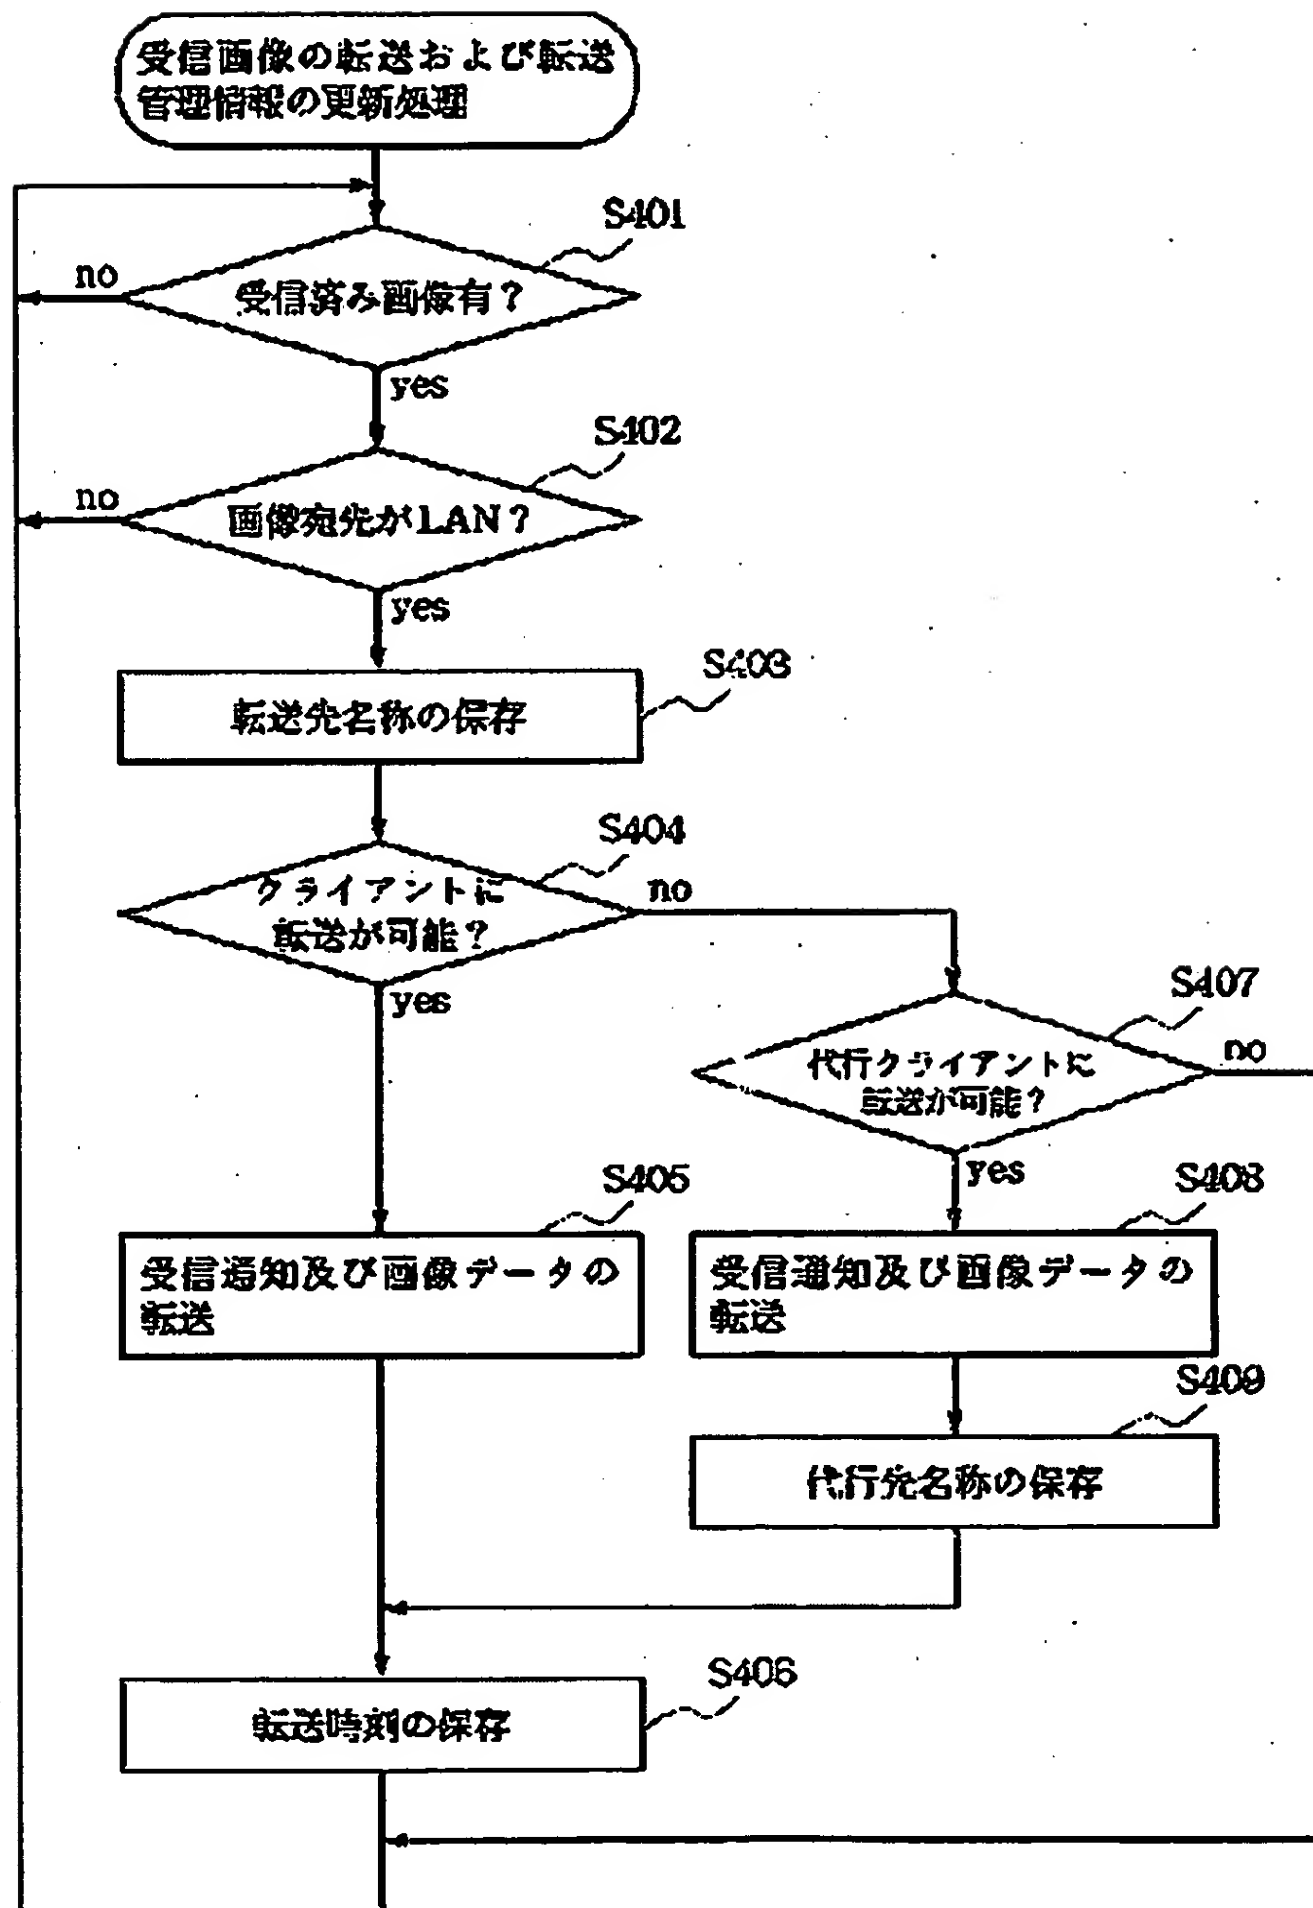 受信画像の転送および転送
管理情報の更新処理
S401
no
受信済み画像有？
yes
S402
no
画像宛先がLAN？
yes
S403
転送先名称の保存
S404
クライアントに
転送が可能？
no
yes
S407
代行クライアントに
転送が可能？
no
yes
S405
受信通知及び画像データの
転送
S408
受信通知及び画像データの
転送
S409
代行先名称の保存
S406
転送時刻の保存